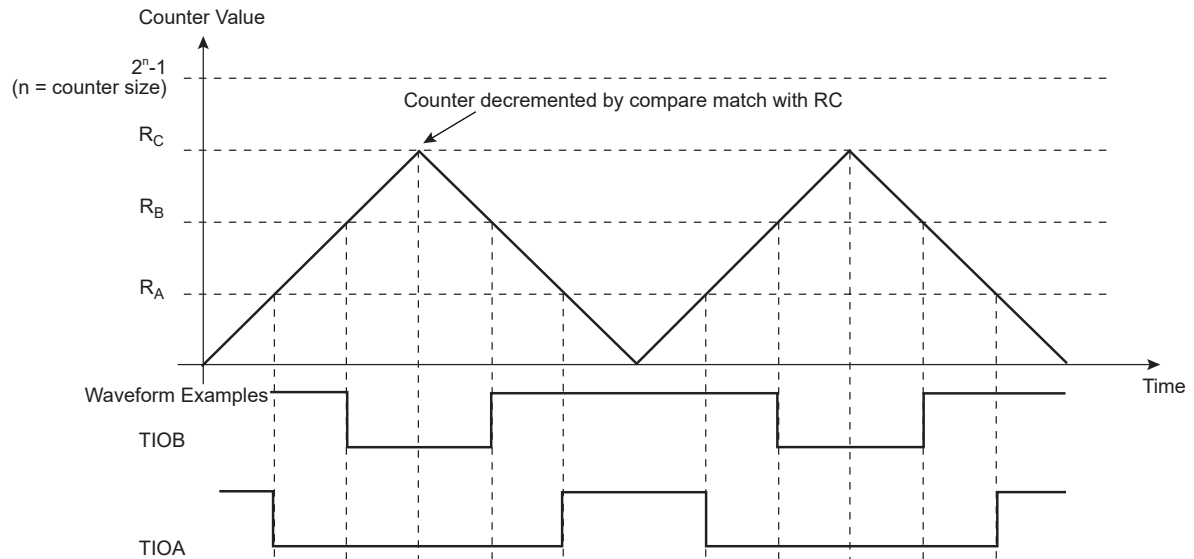 Counter Value
2ⁿ-1
(n = counter size)
Counter decremented by compare match with RC
R_C
R_B
R_A
Time
Waveform Examples
TIOB
TIOA